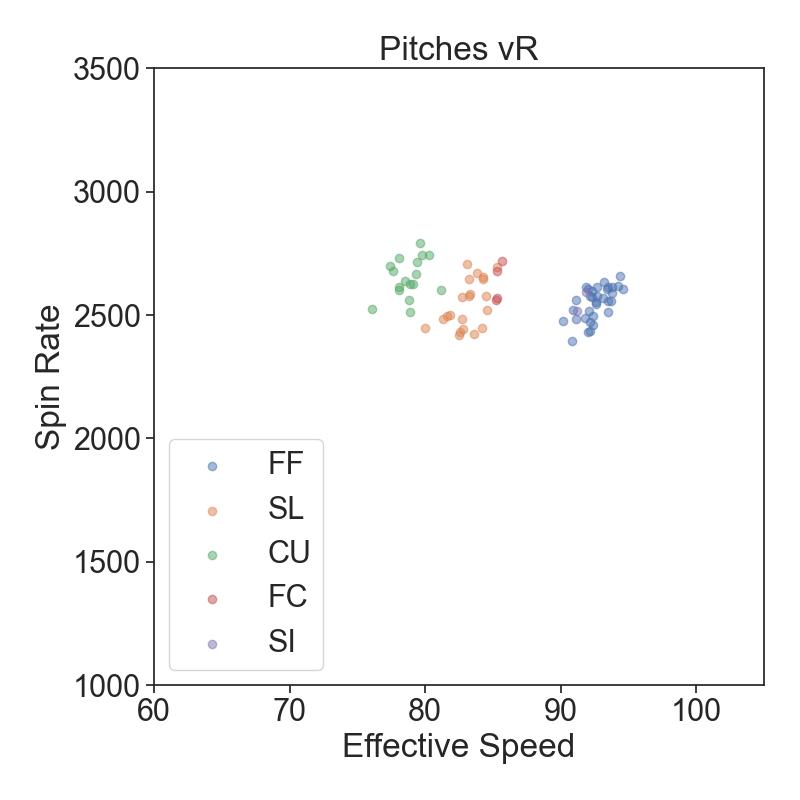 Pitches vR
3500
3000
2500
2000
1500
1000
Spin Rate
FF
SL
CU
FC
SI
60 70 80 90 100
Effective Speed